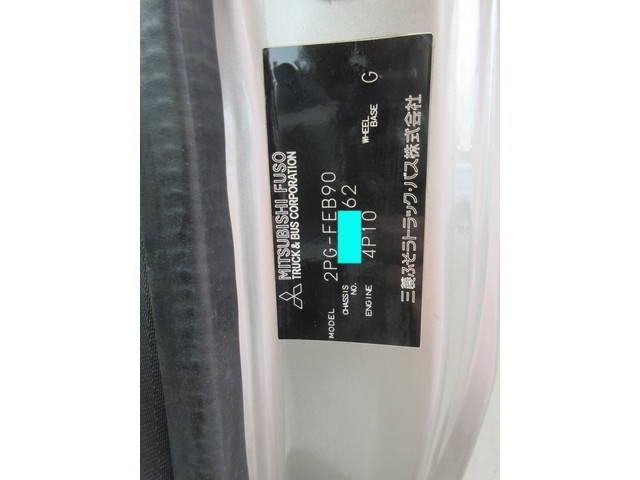 MITSUBISHI FUSO
TRUCK & BUS CORPORATION
MODEL 2PG-FEB90
CHASSIS NO. 62
ENGINE 4P10 WHEEL BASE G
三菱ふそうトラック・バス株式会社